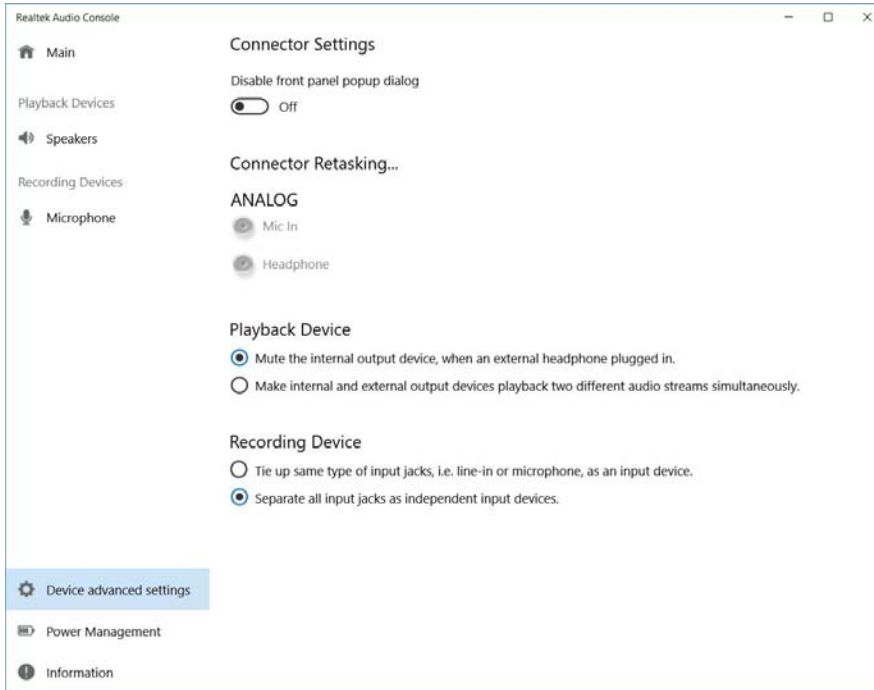 Realtek Audio Console
Main
Playback Devices
Speakers
Recording Devices
Microphone
Device advanced settings
Power Management
Information
Connector Settings
Disable front panel popup dialog
Off
Connector Retasking...
ANALOG
Mic In
Headphone
Playback Device
Mute the internal output device, when an external headphone plugged in.
Make internal and external output devices playback two different audio streams simultaneously.
Recording Device
Tie up same type of input jacks, i.e. line-in or microphone, as an input device.
Separate all input jacks as independent input devices.